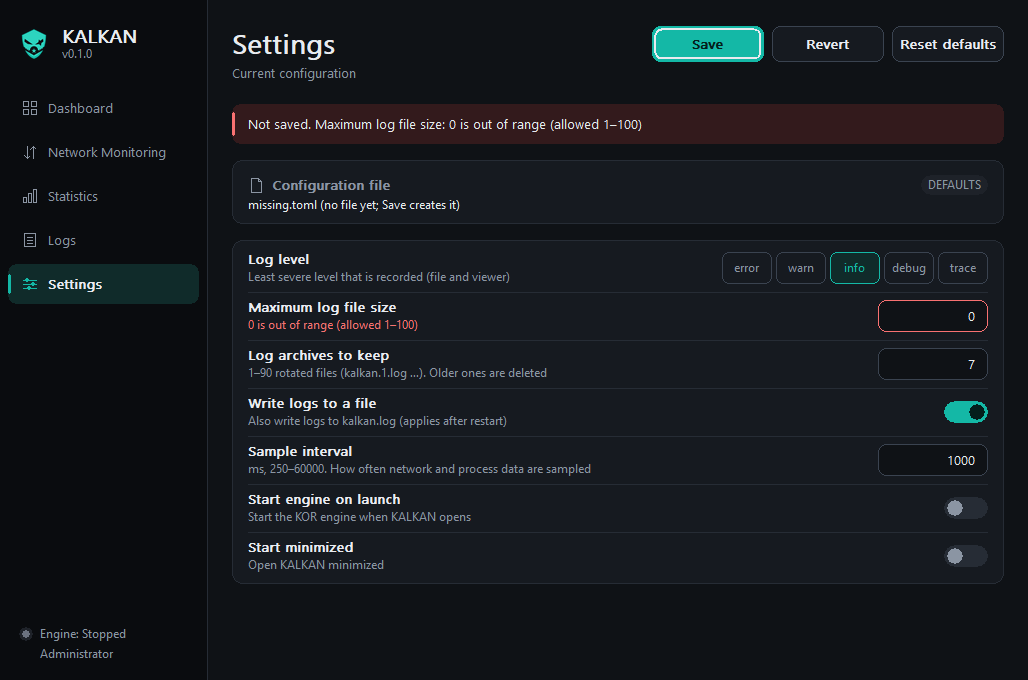 KALKAN
v0.1.0
Dashboard
Network Monitoring
Statistics
Logs
Settings
Engine: Stopped
Administrator
Settings
Current configuration
Save
Revert
Reset defaults
Not saved. Maximum log file size: 0 is out of range (allowed 1–100)
Configuration file
DEFAULTS
missing.toml (no file yet; Save creates it)
Log level
Least severe level that is recorded (file and viewer)
error
warn
info
debug
trace
Maximum log file size
0 is out of range (allowed 1–100)
0
Log archives to keep
1–90 rotated files (kalkan.1.log ...). Older ones are deleted
7
Write logs to a file
Also write logs to kalkan.log (applies after restart)
Sample interval
ms, 250–60000. How often network and process data are sampled
1000
Start engine on launch
Start the KOR engine when KALKAN opens
Start minimized
Open KALKAN minimized